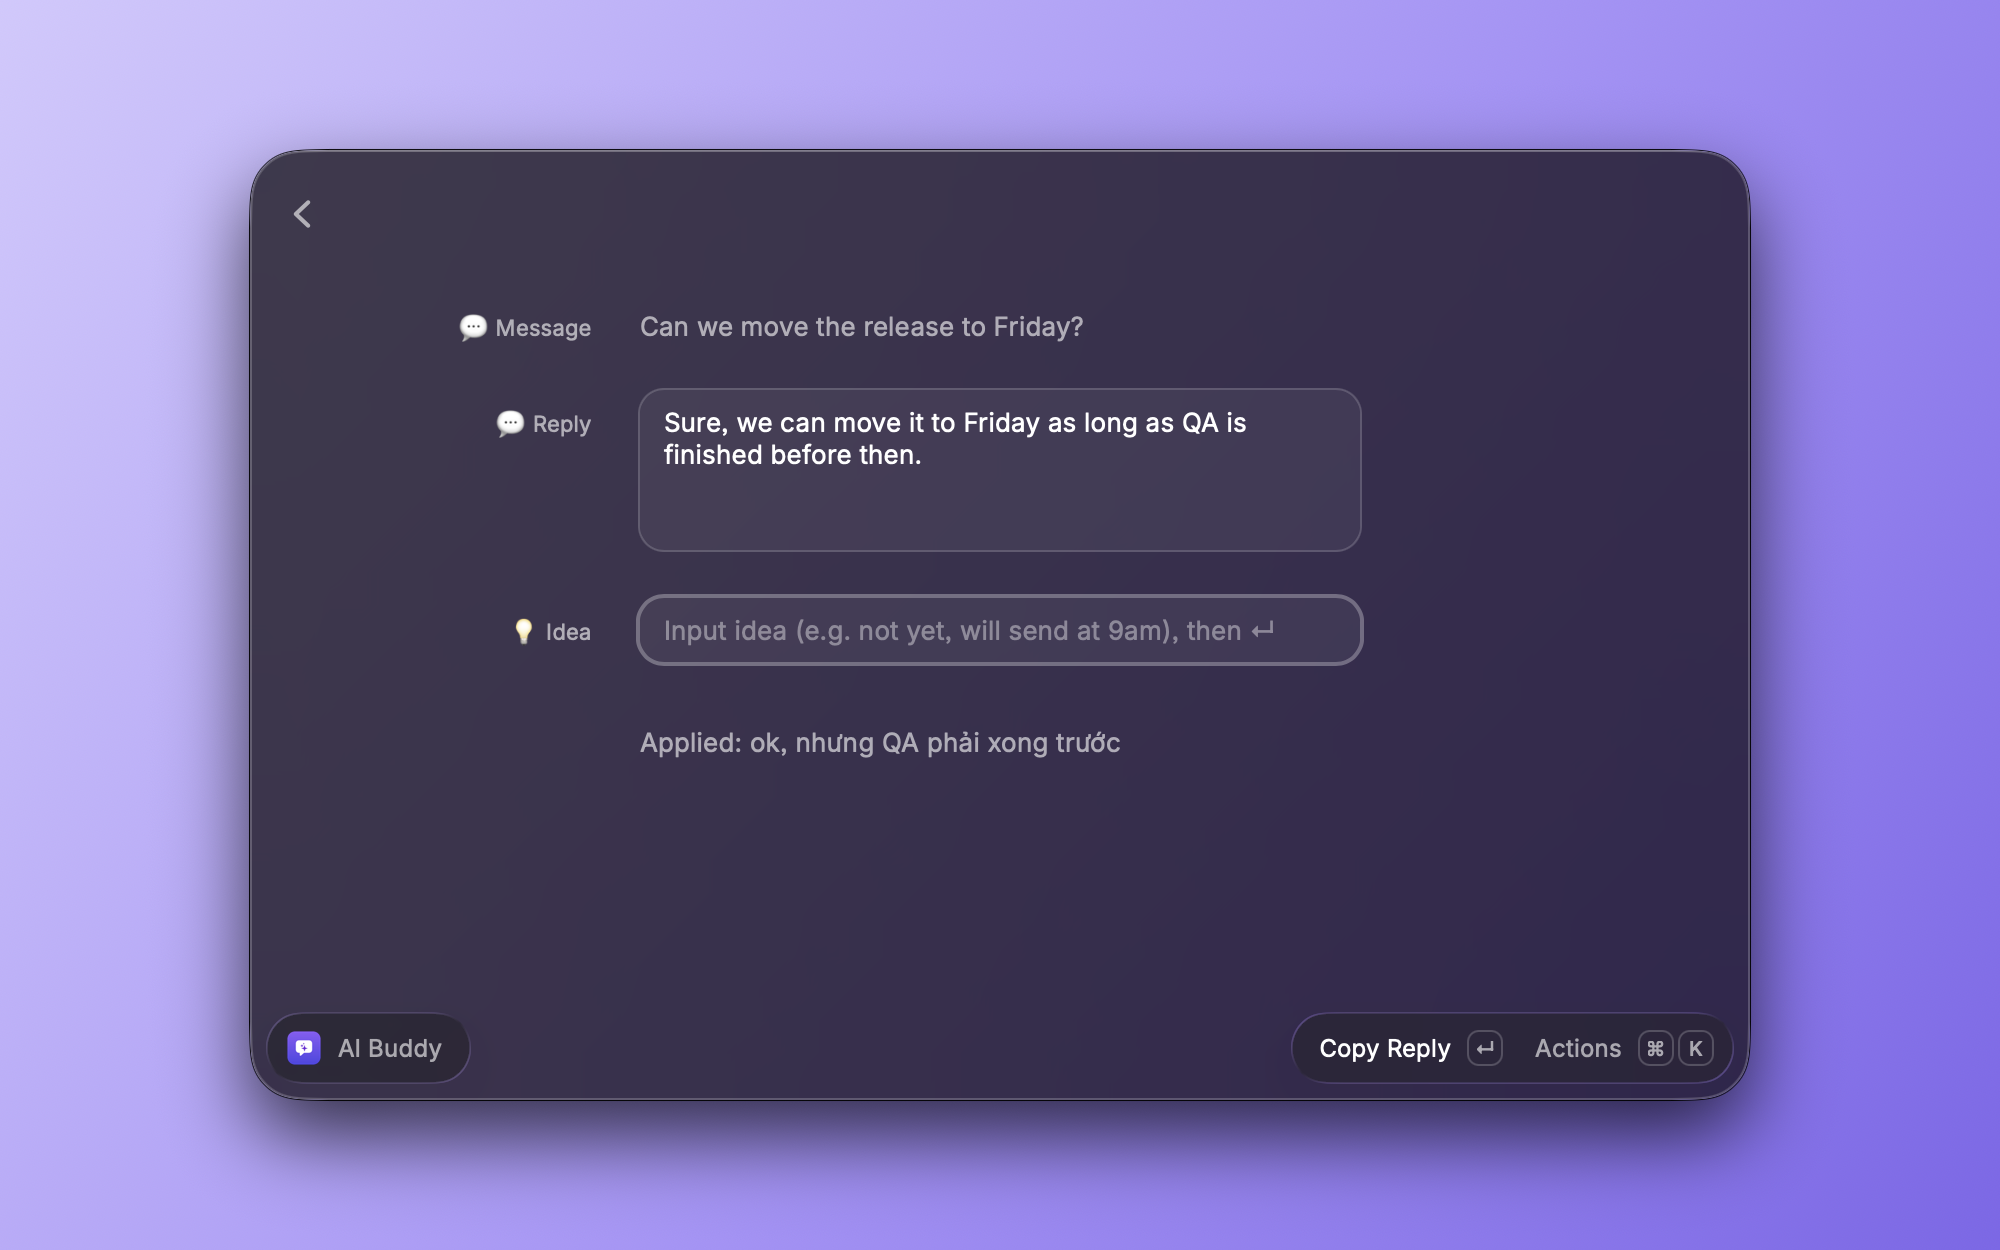 💬 Message
Can we move the release to Friday?
💬 Reply
Sure, we can move it to Friday as long as QA is
finished before then.
💡 Idea
Input idea (e.g. not yet, will send at 9am), then ↵
Applied: ok, nhưng QA phải xong trước
AI Buddy
Copy Reply ↵ Actions ⌘ K